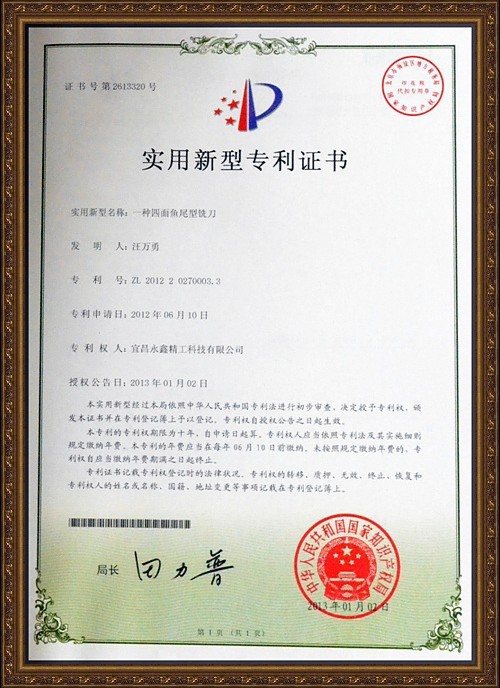 证书号第2613320号
印花税
代扣专用章
国家知识产权局
实用新型专利证书
实用新型名称：一种四面鱼尾型铣刀
发明人：汪万勇
专利号：ZL 2012 2 0270003.3
专利申请日：2012年06月10日
专利权人：宜昌永鑫精工科技有限公司
授权公告日：2013年01月02日
本实用新型经过本局依照中华人民共和国专利法进行初步审查，决定授予专利权，颁
发本证书并在专利登记簿上予以登记。专利权自授权公告之日起生效。
本专利的专利权期限为十年，自申请日起算。专利权人应当依照专利法及其实施细则
规定缴纳年费。本专利的年费应当在每年06月10日前缴纳。未按照规定缴纳年费的，专
利权自应当缴纳年费期满之日起终止。
专利证书记载专利权登记时的法律状况。专利权的转移、质押、无效、终止、恢复和
专利权人的姓名或名称、国籍、地址变更等事项记载在专利登记簿上。
局长
田力普
中华人民共和国国家知识产权局
2013年01月02日
第1页（共1页）